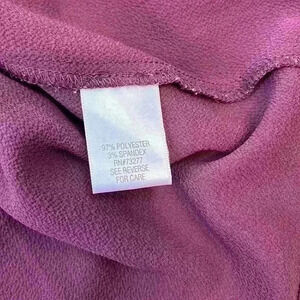 97% POLYESTER
3% SPANDEX
RN#73277
SEE REVERSE
FOR CARE